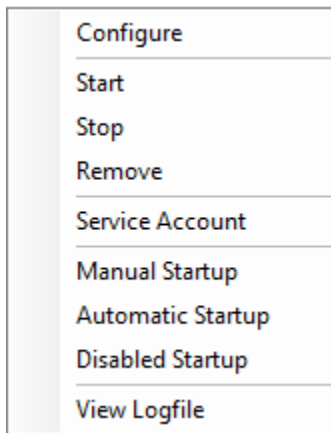 Configure
Start
Stop
Remove
Service Account
Manual Startup
Automatic Startup
Disabled Startup
View Logfile